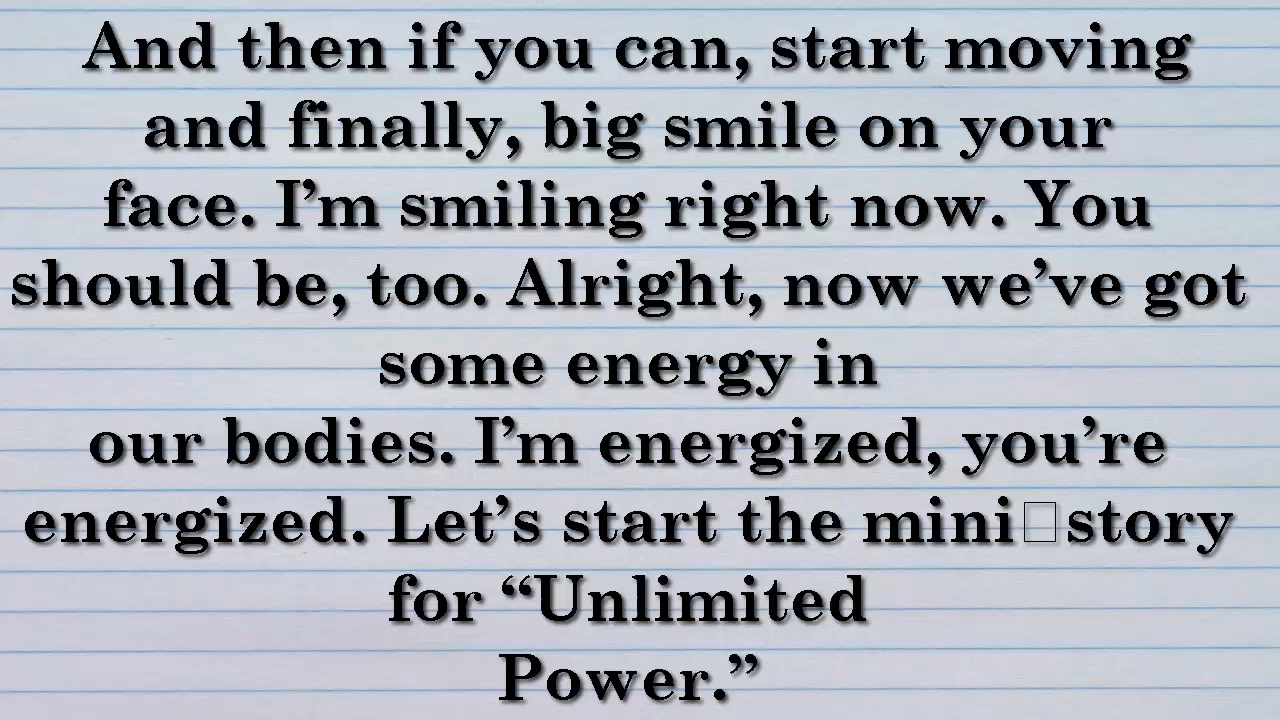 And then if you can, start moving
and finally, big smile on your
face. I’m smiling right now. You
should be, too. Alright, now we’ve got
some energy in
our bodies. I’m energized, you’re
energized. Let’s start the mini□story
for “Unlimited
Power.”